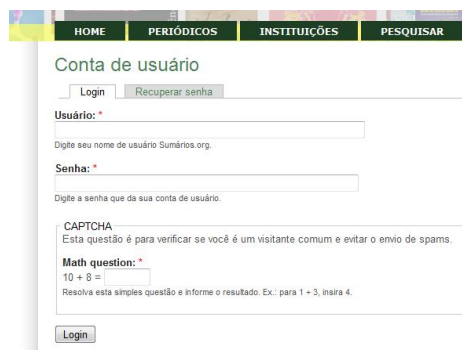 HOME PERIÓDICOS INSTITUIÇÕES PESQUISAR
Conta de usuário
Login Recuperar senha
Usuário: *
Digite seu nome de usuário Sumários.org.
Senha: *
Digite a senha que da sua conta de usuário.
CAPTCHA
Esta questão é para verificar se você é um visitante comum e evitar o envio de spams.
Math question: *
10 + 8 =
Resolva esta simples questão e informe o resultado. Ex.: para 1 + 3, insira 4.
Login